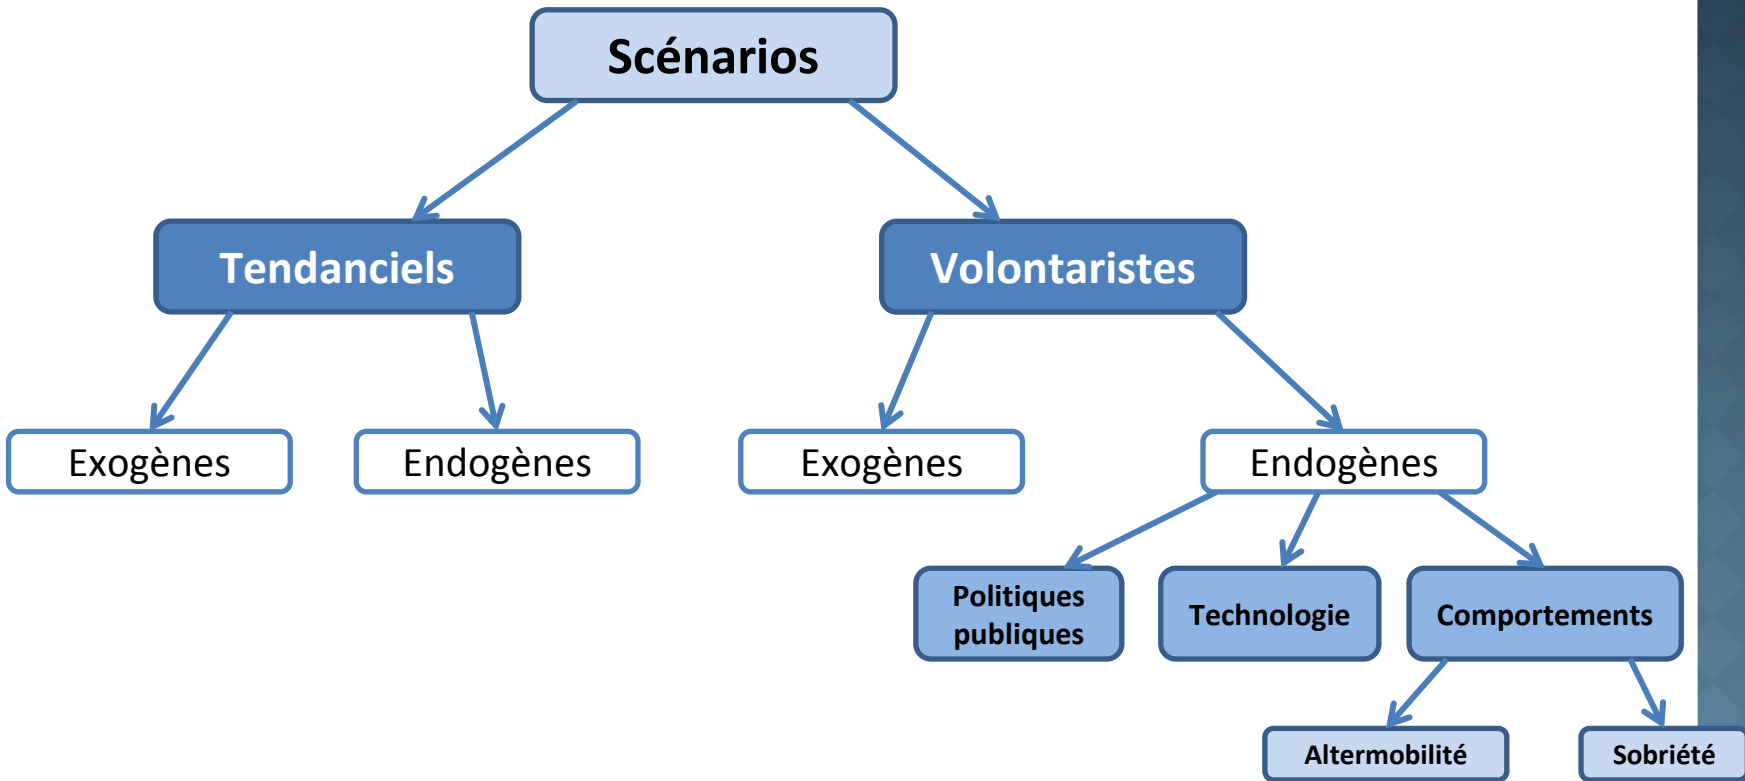 Scénarios
Tendanciels
Volontaristes
Exogènes
Endogènes
Exogènes
Endogènes
Politiques
publiques
Technologie
Comportements
Altermobilité
Sobriété